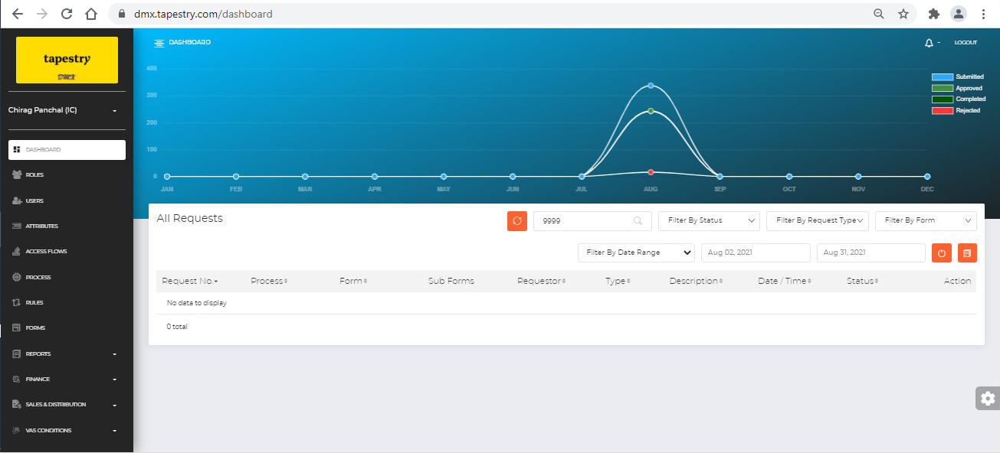 dmx.tapestry.com/dashboard
tapestry
DMX
Chirag Panchal (IC)
DASHBOARD
ROLES
USERS
ATTRIBUTES
ACCESS FLOWS
PROCESS
RULES
FORMS
REPORTS
FINANCE
SALES & DISTRIBUTION
VAS CONDITIONS
DASHBOARD
LOGOUT
400
300
200
100
0
JAN FEB MAR APR MAY JUN JUL AUG SEP OCT NOV DEC
Submitted
Approved
Completed
Rejected
All Requests
9999 Filter By Status Filter By Request Type Filter By Form
Filter By Date Range Aug 02, 2021 Aug 31, 2021
Request No. Process Form Sub Forms Requestor Type Description Date / Time Status Action
No data to display
0 total